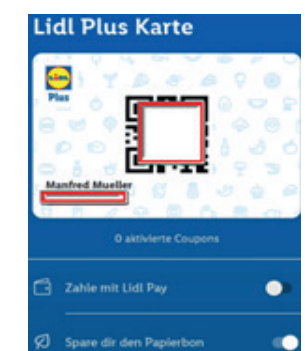 Lidl Plus Karte
LIDL
Plus
Manfred Mueller
0 aktivierte Coupons
Zahle mit Lidl Pay
Spare dir den Papierbon